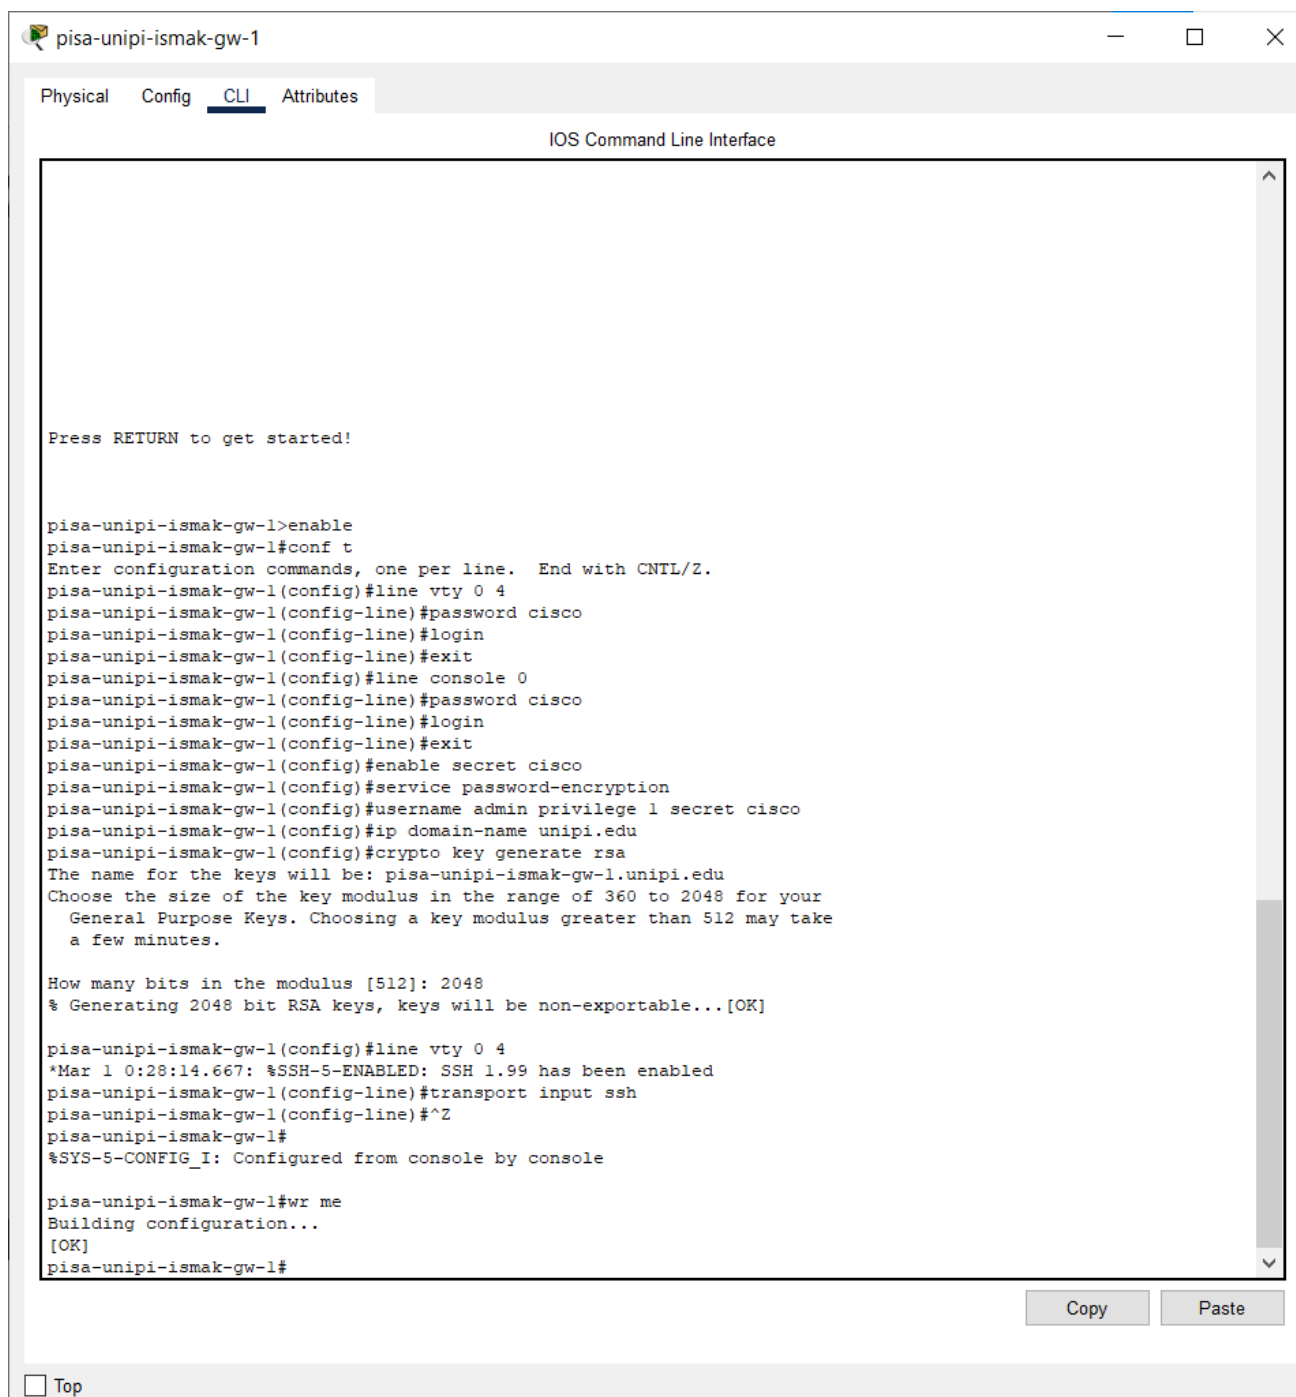 pisa-unipi-ismak-gw-1
Physical Config CLI Attributes
IOS Command Line Interface
Press RETURN to get started!
pisa-unipi-ismak-gw-1>enable
pisa-unipi-ismak-gw-1#conf t
Enter configuration commands, one per line.  End with CNTL/Z.
pisa-unipi-ismak-gw-1(config)#line vty 0 4
pisa-unipi-ismak-gw-1(config-line)#password cisco
pisa-unipi-ismak-gw-1(config-line)#login
pisa-unipi-ismak-gw-1(config-line)#exit
pisa-unipi-ismak-gw-1(config)#line console 0
pisa-unipi-ismak-gw-1(config-line)#password cisco
pisa-unipi-ismak-gw-1(config-line)#login
pisa-unipi-ismak-gw-1(config-line)#exit
pisa-unipi-ismak-gw-1(config)#enable secret cisco
pisa-unipi-ismak-gw-1(config)#service password-encryption
pisa-unipi-ismak-gw-1(config)#username admin privilege 1 secret cisco
pisa-unipi-ismak-gw-1(config)#ip domain-name unipi.edu
pisa-unipi-ismak-gw-1(config)#crypto key generate rsa
The name for the keys will be: pisa-unipi-ismak-gw-1.unipi.edu
Choose the size of the key modulus in the range of 360 to 2048 for your
  General Purpose Keys. Choosing a key modulus greater than 512 may take
  a few minutes.
How many bits in the modulus [512]: 2048
% Generating 2048 bit RSA keys, keys will be non-exportable...[OK]
pisa-unipi-ismak-gw-1(config)#line vty 0 4
*Mar 1 0:28:14.667: %SSH-5-ENABLED: SSH 1.99 has been enabled
pisa-unipi-ismak-gw-1(config-line)#transport input ssh
pisa-unipi-ismak-gw-1(config-line)#^Z
pisa-unipi-ismak-gw-1#
%SYS-5-CONFIG_I: Configured from console by console
pisa-unipi-ismak-gw-1#wr me
Building configuration...
[OK]
pisa-unipi-ismak-gw-1#
Copy Paste
Top